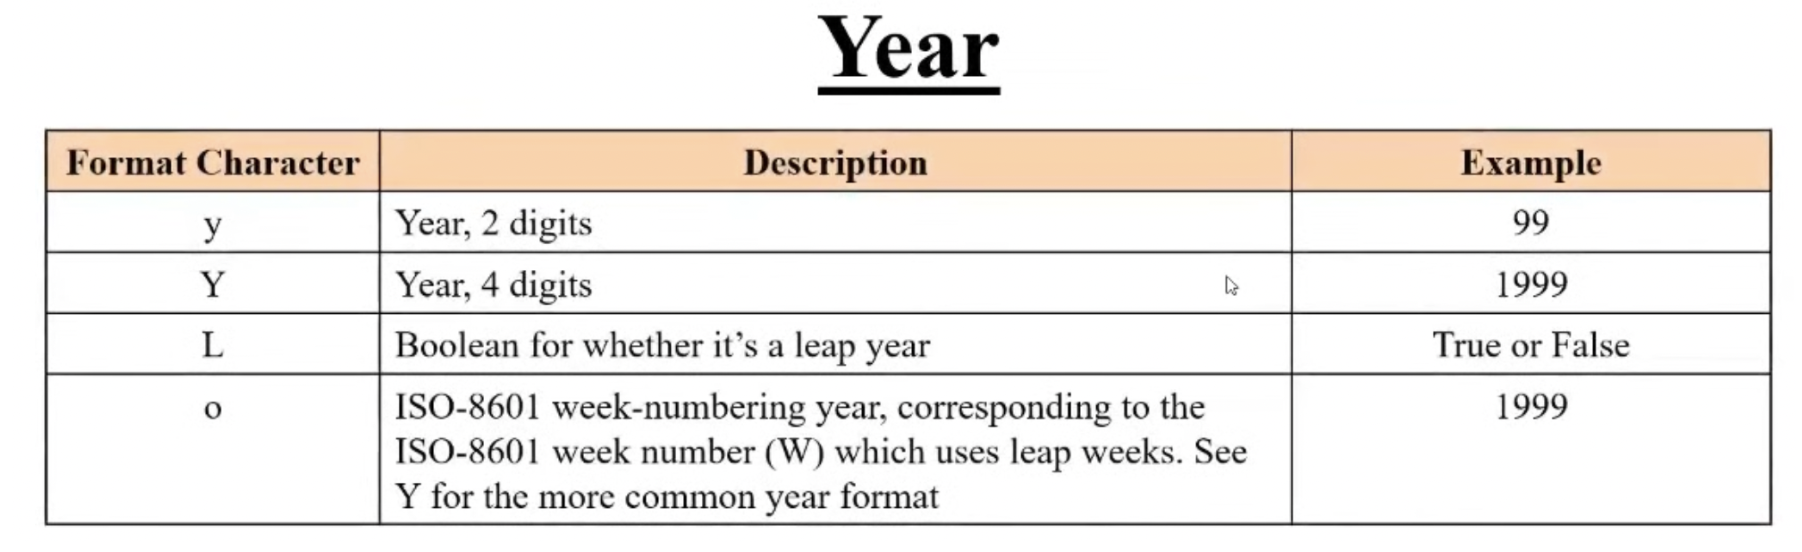 Year
Format Character Description Example
y Year, 2 digits 99
Y Year, 4 digits 1999
L Boolean for whether it’s a leap year True or False
o ISO-8601 week-numbering year, corresponding to the 1999
ISO-8601 week number (W) which uses leap weeks. See
Y for the more common year format